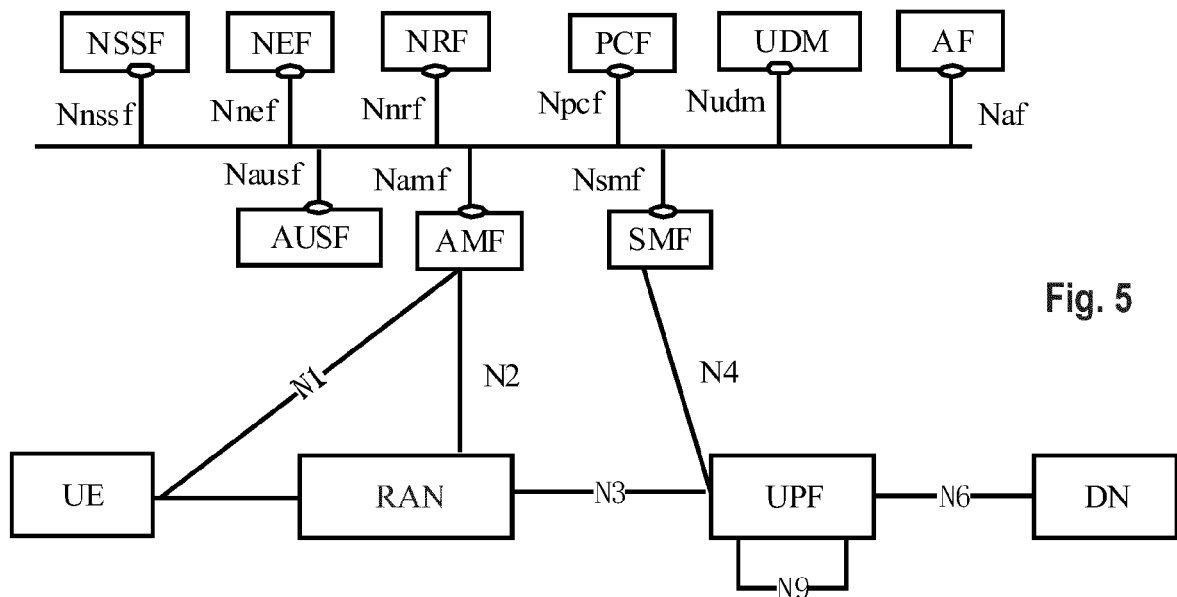 NSSF NEF NRF PCF UDM AF
Nnssf Nnef Nnrf Npcf Nudm Naf
Nausf Namf Nsmf
AUSF AMF SMF
Fig. 5
N1 N2 N4
UE RAN N3 UPF N6 DN
N9